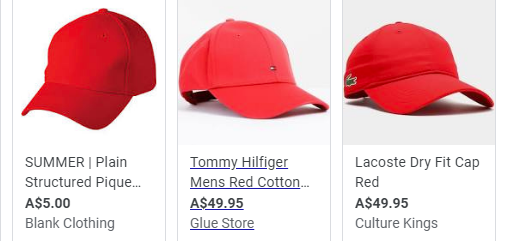 SUMMER | Plain
Structured Pique...
A$5.00
Blank Clothing
Tommy Hilfiger
Mens Red Cotton...
A$49.95
Glue Store
Lacoste Dry Fit Cap
Red
A$49.95
Culture Kings